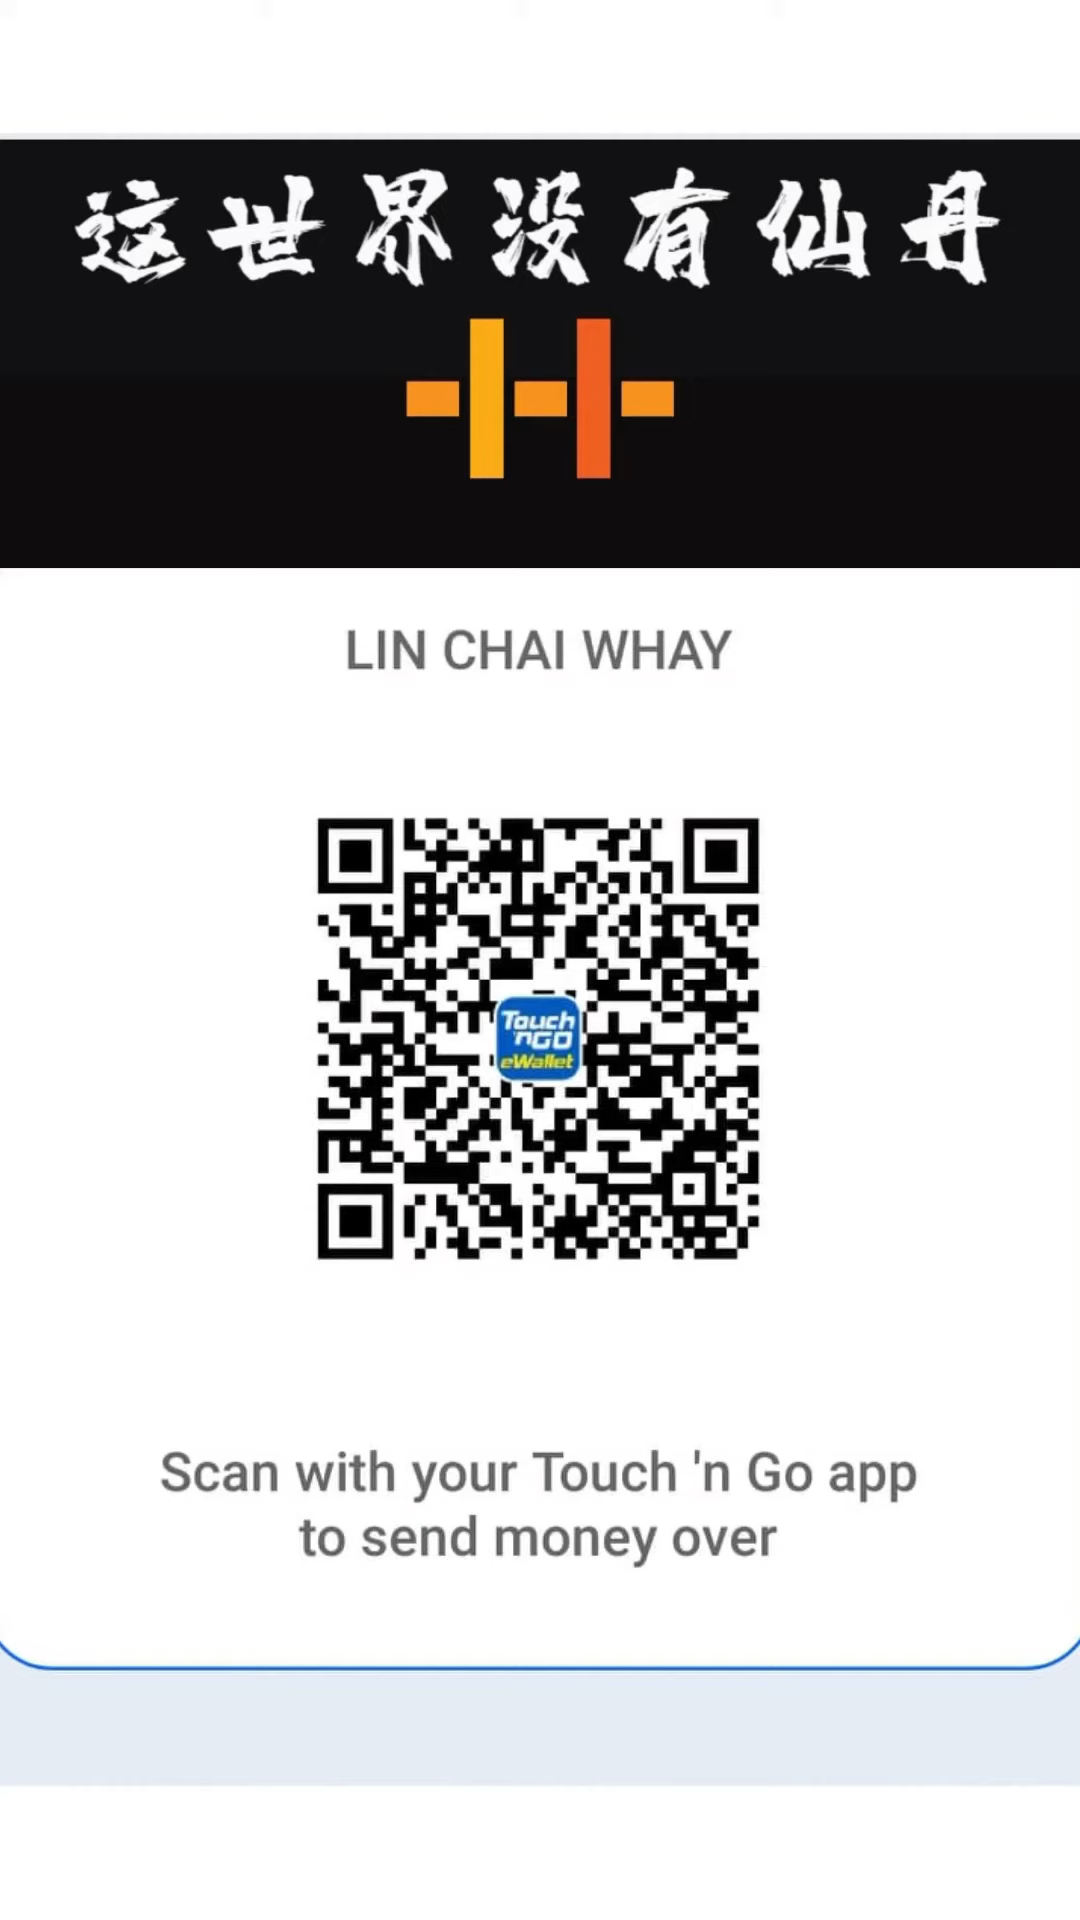 这世界没有仙丹
LIN CHAI WHAY
Touch
'nGO
eWallet
Scan with your Touch 'n Go app
to send money over